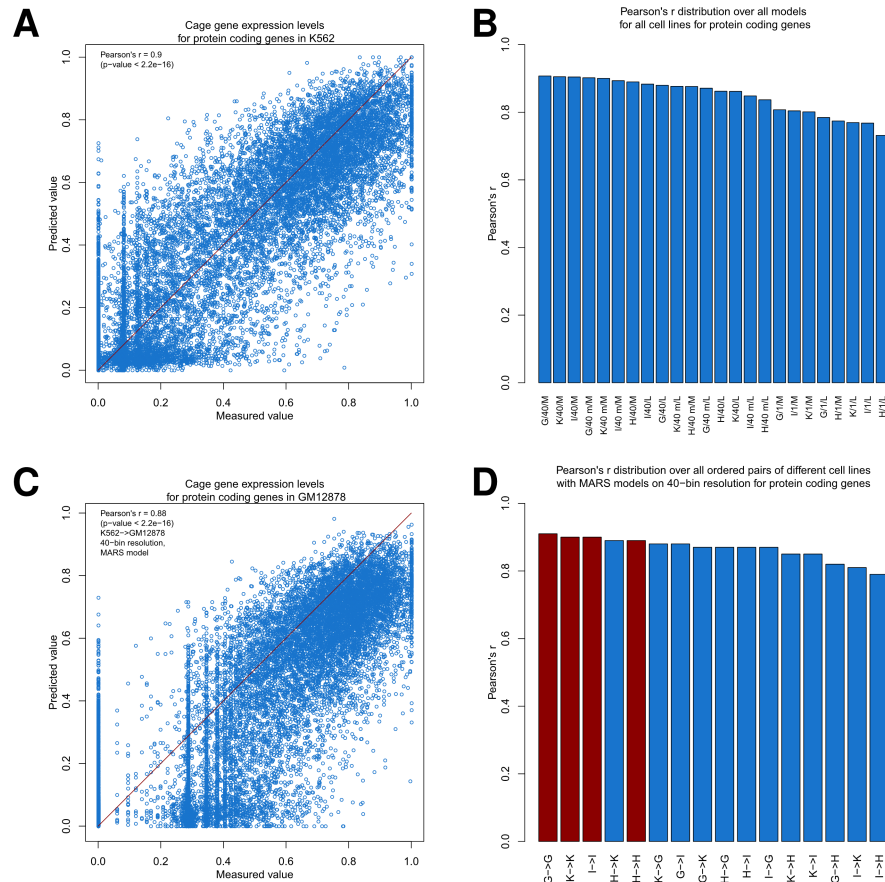 A
Cage gene expression levels
for protein coding genes in K562
Pearson's r = 0.9
(p−value < 2.2e−16)
Predicted value
0.0 0.2 0.4 0.6 0.8 1.0
0.0 0.2 0.4 0.6 0.8 1.0
Measured value
B
Pearson's r distribution over all models
for all cell lines for protein coding genes
Pearson's r
0.0 0.2 0.4 0.6 0.8 1.0
G/40/M
K/40/M
I/40/M
G/40 m/M
K/40 m/M
I/40 m/M
H/40/M
I/40/L
G/40/L
K/40 m/L
H/40 m/M
G/40 m/L
H/40/L
K/40/L
I/40 m/L
H/40 m/L
G/1/M
I/1/M
K/1/M
G/1/L
H/1/M
K/1/L
I/1/L
H/1/L
C
Cage gene expression levels
for protein coding genes in GM12878
Pearson's r = 0.88
(p−value < 2.2e−16)
K562−>GM12878
40−bin resolution,
MARS model
Predicted value
0.0 0.2 0.4 0.6 0.8 1.0
0.0 0.2 0.4 0.6 0.8 1.0
Measured value
D
Pearson's r distribution over all ordered pairs of different cell lines
with MARS models on 40−bin resolution for protein coding genes
Pearson's r
0.0 0.2 0.4 0.6 0.8 1.0
G−>G
K−>K
I−>I
H−>K
H−>H
K−>G
G−>I
G−>K
H−>G
H−>I
I−>G
K−>H
K−>I
G−>H
I−>K
I−>H